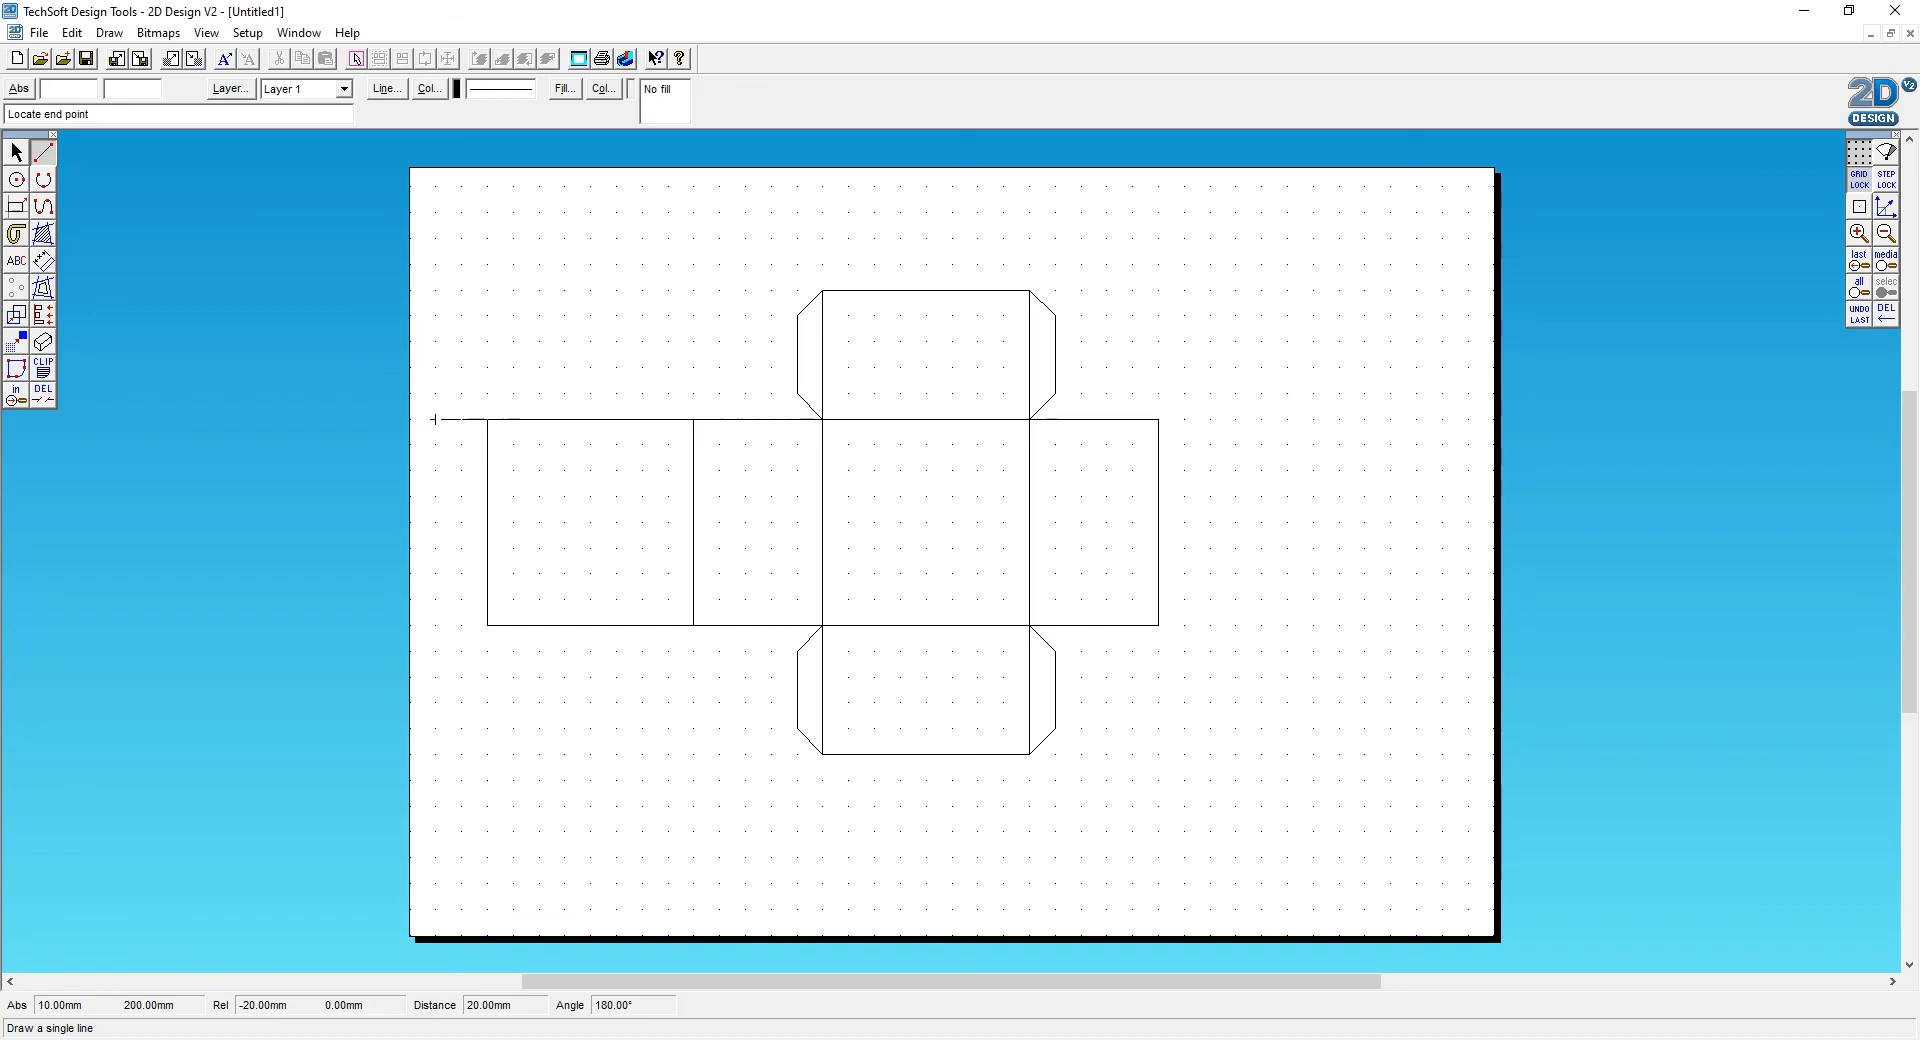 TechSoft Design Tools - 2D Design V2 - [Untitled1]
File Edit Draw Bitmaps View Setup Window Help
Abs Layer... Layer 1 Line... Col... Fill... Col... No fill
Locate end point
2D V2
DESIGN
GRID LOCK STEP LOCK
ABC
last media
all selec
UNDO LAST DEL
CLIP
in DEL
Abs 10.00mm 200.00mm Rel -20.00mm 0.00mm Distance 20.00mm Angle 180.00°
Draw a single line